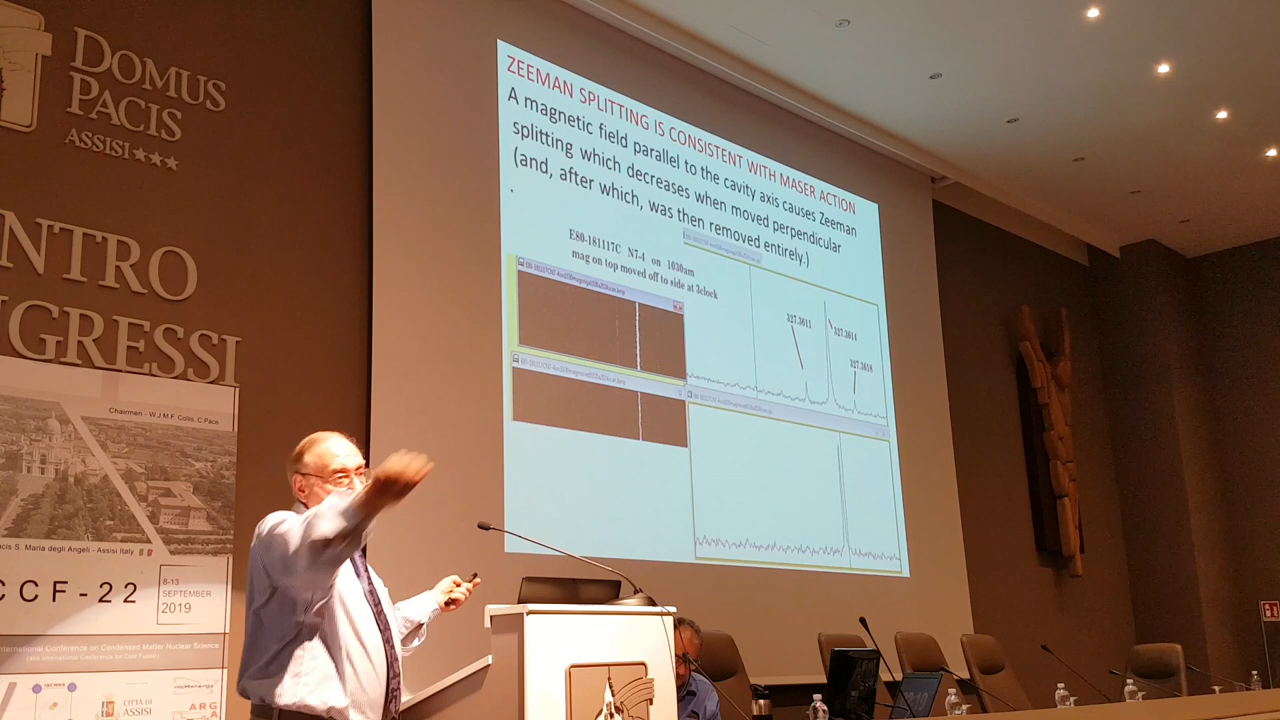 DOMUS
PACIS
ASSISI★★★
NTRO
NGRESSI
Chairmen - W.J.M.F. Collis, C.Pace
cis S. Maria degli Angeli - Assisi Italy
CCF-22
8-13
SEPTEMBER
2019
nternational Conference on Condensed Matter Nuclear Science
CITTÀ DI
ASSISI
ARG
ZEEMAN SPLITTING IS CONSISTENT WITH MASER ACTION
A magnetic field parallel to the cavity axis causes Zeeman
splitting which decreases when moved perpendicular
(and, after which, was then removed entirely.)
.
E80-181117C N7-4 on 1030am
mag on top moved off to side at 3clock
327.3611
327.3614
327.3618